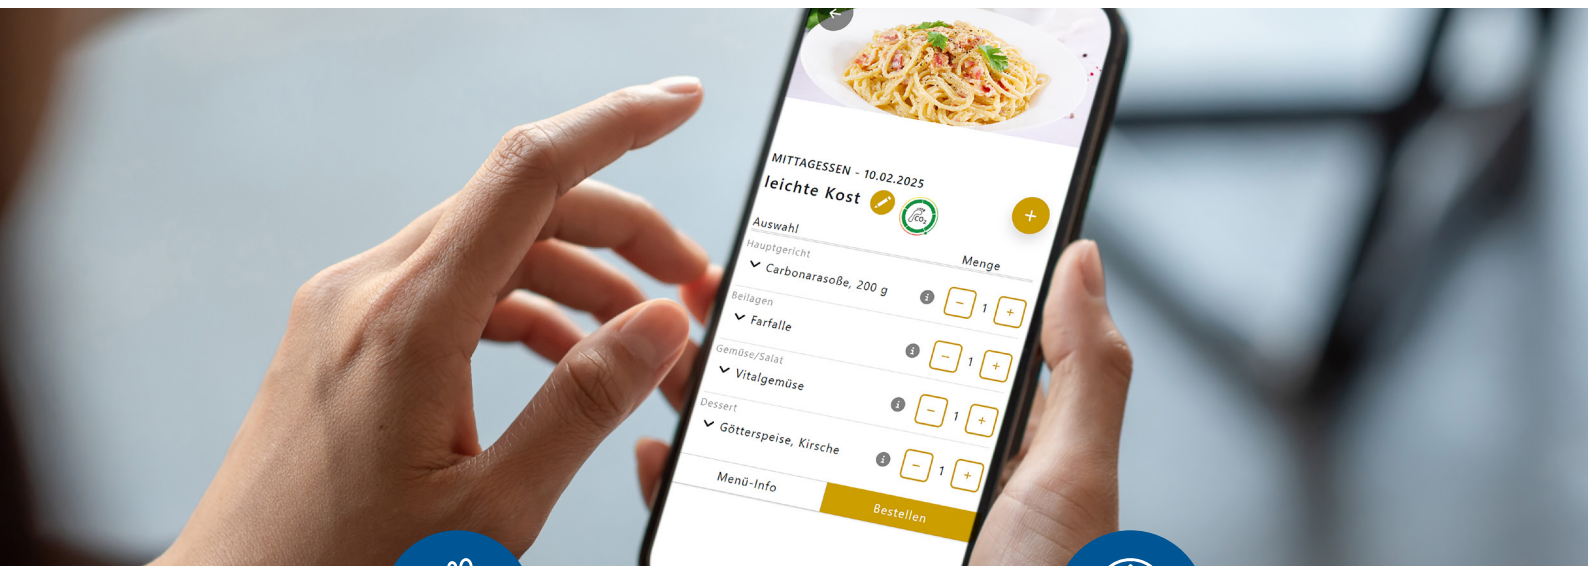 MITTAGESSEN - 10.02.2025
leichte Kost
CO₂
Auswahl
Menge
Hauptgericht
Carbonarasoße, 200 g
1
Beilagen
Farfalle
1
Gemüse/Salat
Vitalgemüse
1
Dessert
Götterspeise, Kirsche
1
Menü-Info
Bestellen